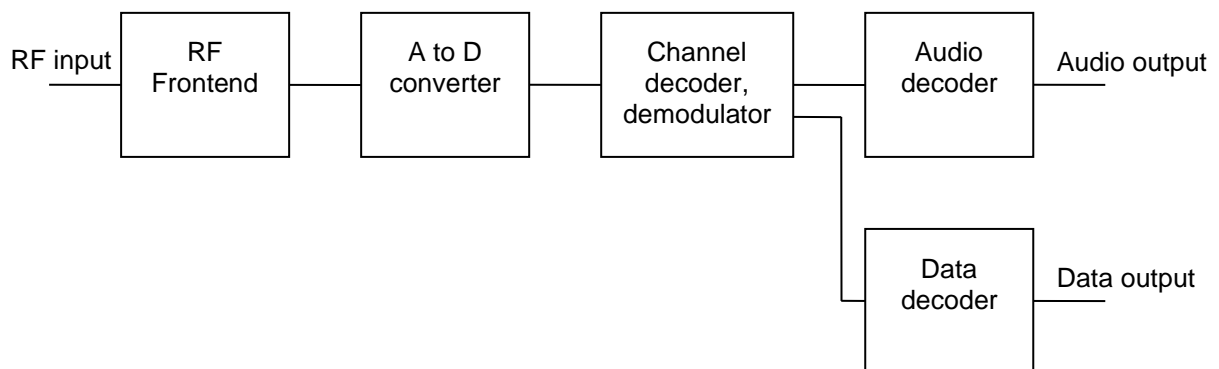 RF input
RF
Frontend
A to D
converter
Channel
decoder,
demodulator
Audio
decoder
Audio output
Data
decoder
Data output